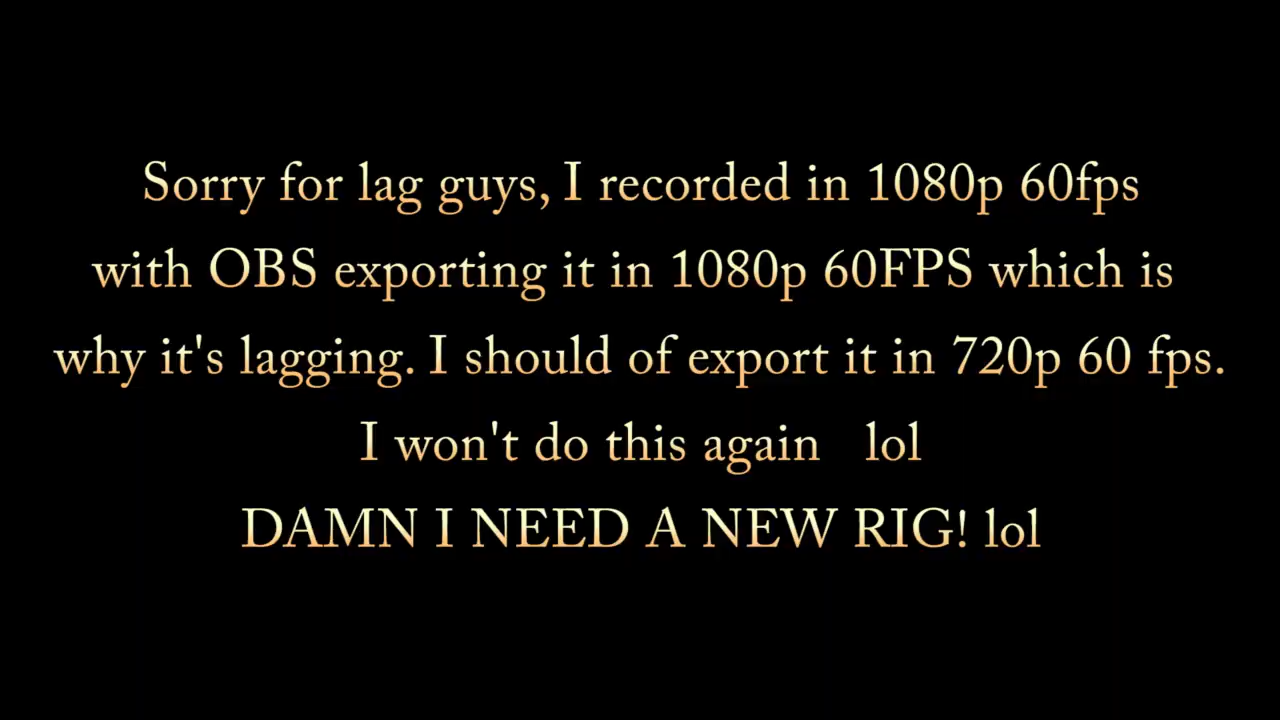 Sorry for lag guys, I recorded in 1080p 60fps
with OBS exporting it in 1080p 60FPS which is
why it's lagging. I should of export it in 720p 60 fps.
I won't do this again   lol
DAMN I NEED A NEW RIG! lol